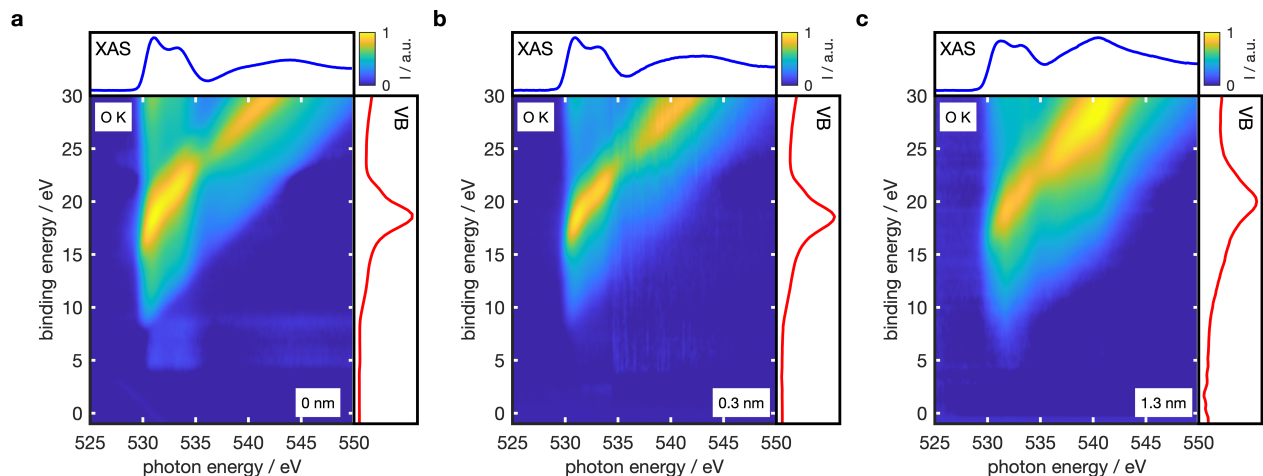 a
XAS
1
0
I / a.u.
30
25
20
15
10
5
0
binding energy / eV
O K
0 nm
VB
525 530 535 540 545 550
photon energy / eV
b
XAS
1
0
I / a.u.
30
25
20
15
10
5
0
binding energy / eV
O K
0.3 nm
VB
525 530 535 540 545 550
photon energy / eV
c
XAS
1
0
I / a.u.
30
25
20
15
10
5
0
binding energy / eV
O K
1.3 nm
VB
525 530 535 540 545 550
photon energy / eV